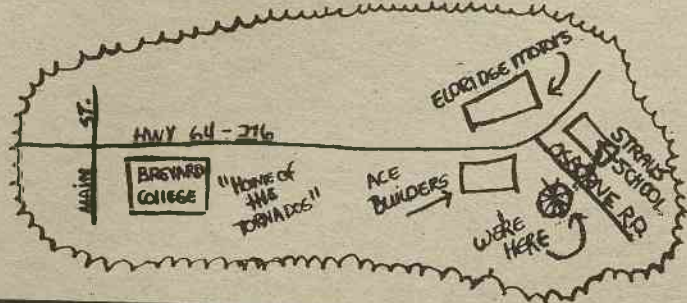 ELDRIDGE MOTORS
MAIN ST.
HWY 64-276
BREVARD
COLLEGE
"HOME OF
THE
TORNADOS"
ACE
BUILDERS
WE'RE
HERE
OSBORNE RD.
STRAUS
SCHOOL